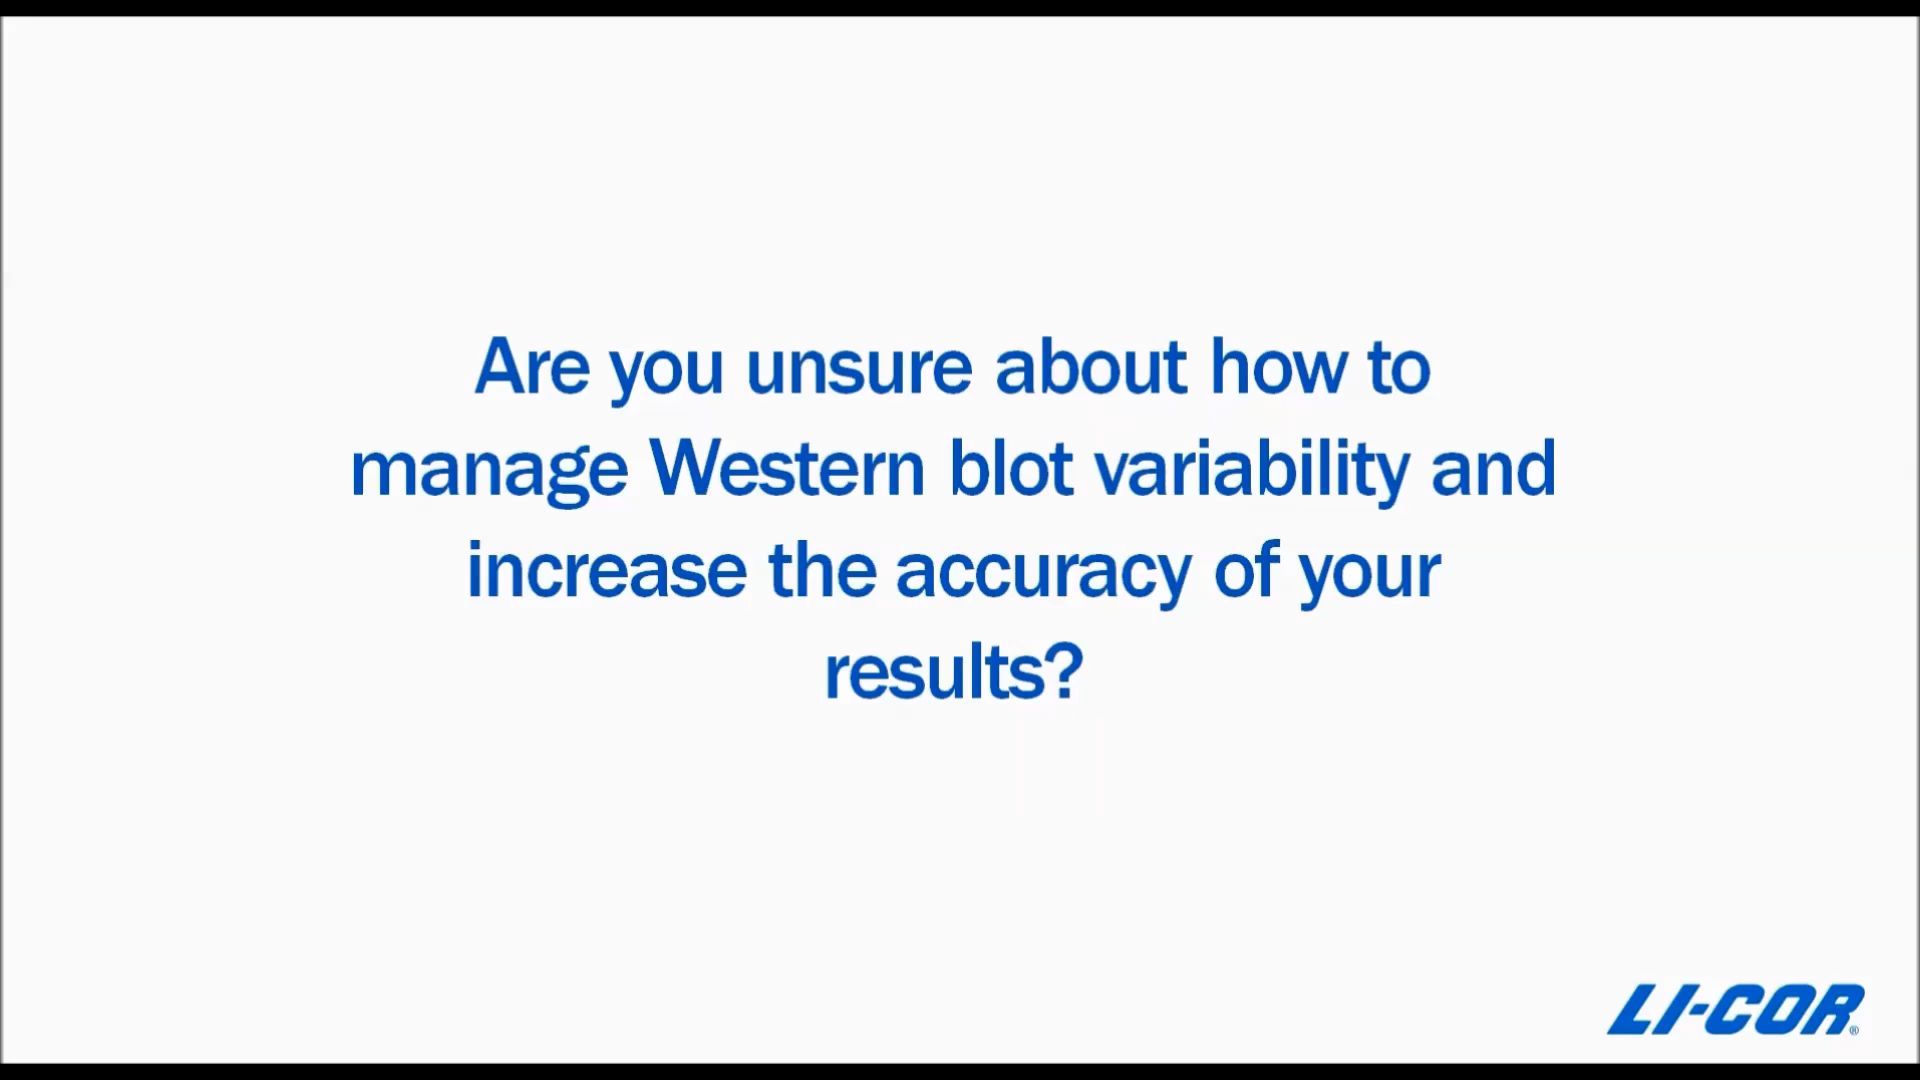 Are you unsure about how to
manage Western blot variability and
increase the accuracy of your
results?
LI-COR®